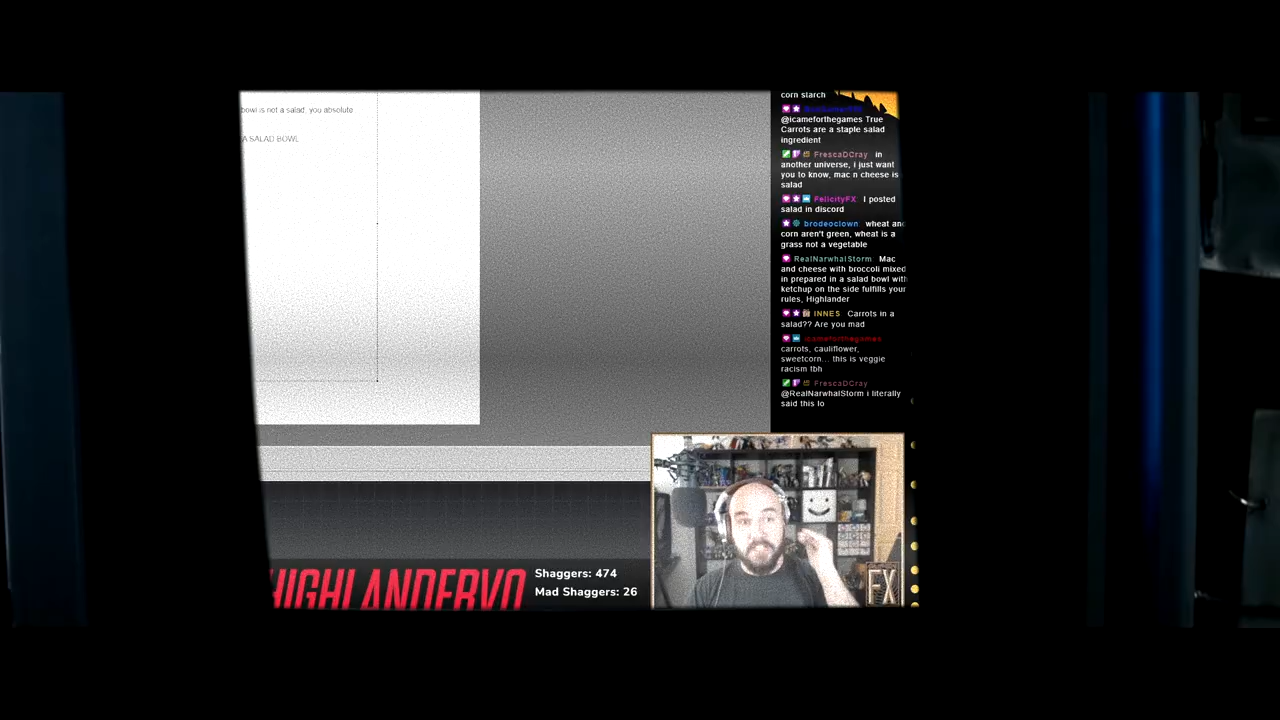 bowl is not a salad, you absolute
A SALAD BOWL
corn starch
@icameforthegames True
Carrots are a staple salad
ingredient
FrescaDCray in
another universe, i just want
you to know, mac n cheese is
salad
FelicityFX I posted
salad in discord
brodeoclown wheat and
corn aren't green, wheat is a
grass not a vegetable
RealNarwhalStorm Mac
and cheese with broccoli mixed
in prepared in a salad bowl with
ketchup on the side fulfills your
rules, Highlander
INNES Carrots in a
salad?? Are you mad
icameforthegames
carrots, cauliflower,
sweetcorn... this is veggie
racism tbh
FrescaDCray
@RealNarwhalStorm i literally
said this lo
HIGHLANDERVO
Shaggers: 474
Mad Shaggers: 26
FX